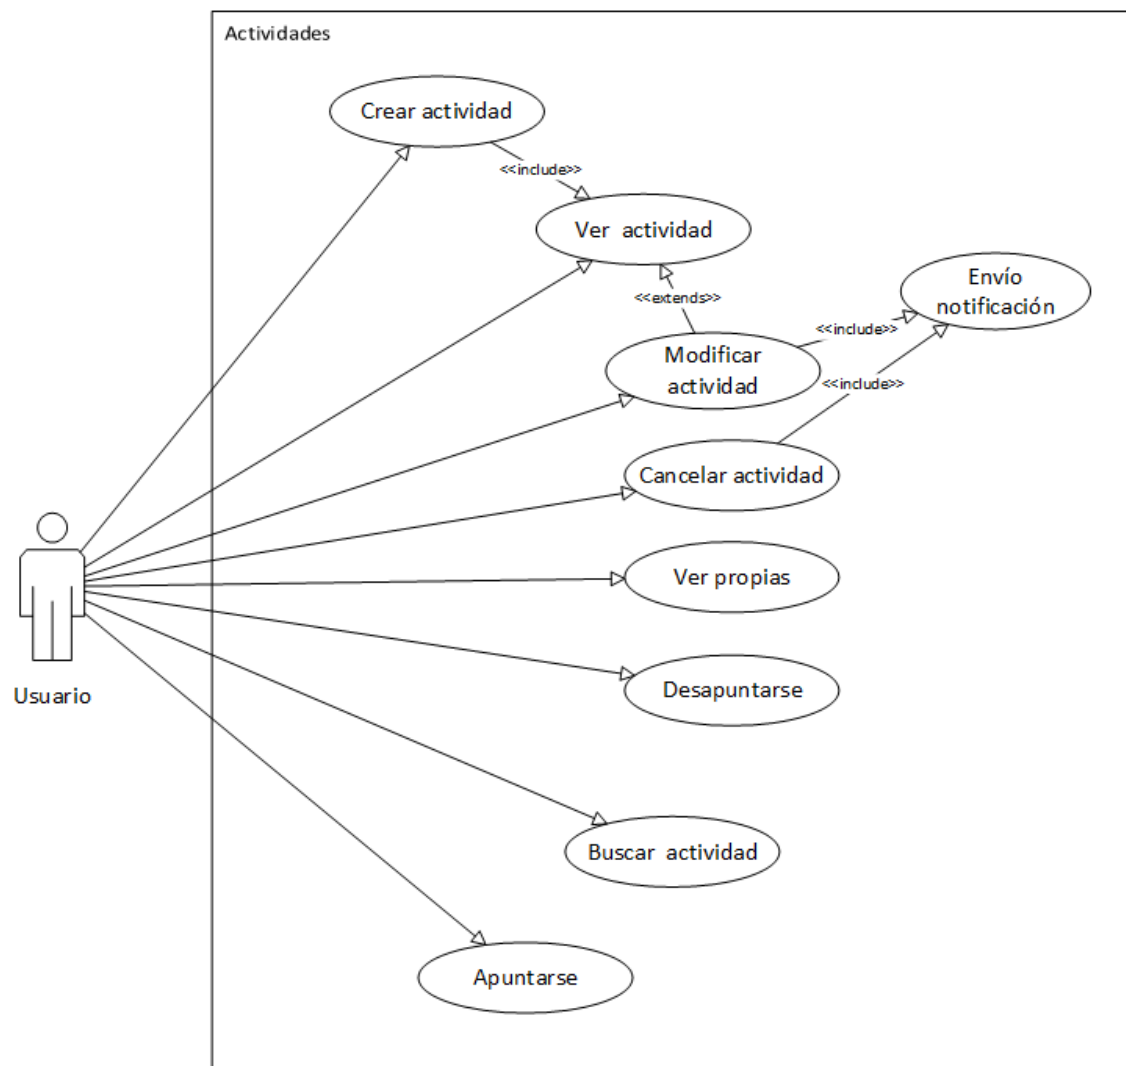 Actividades
Crear actividad
<<include>>
Ver actividad
<<extends>>
Envío
notificación
<<include>>
Modificar
actividad
<<include>>
Cancelar actividad
Ver propias
Usuario
Desapuntarse
Buscar actividad
Apuntarse